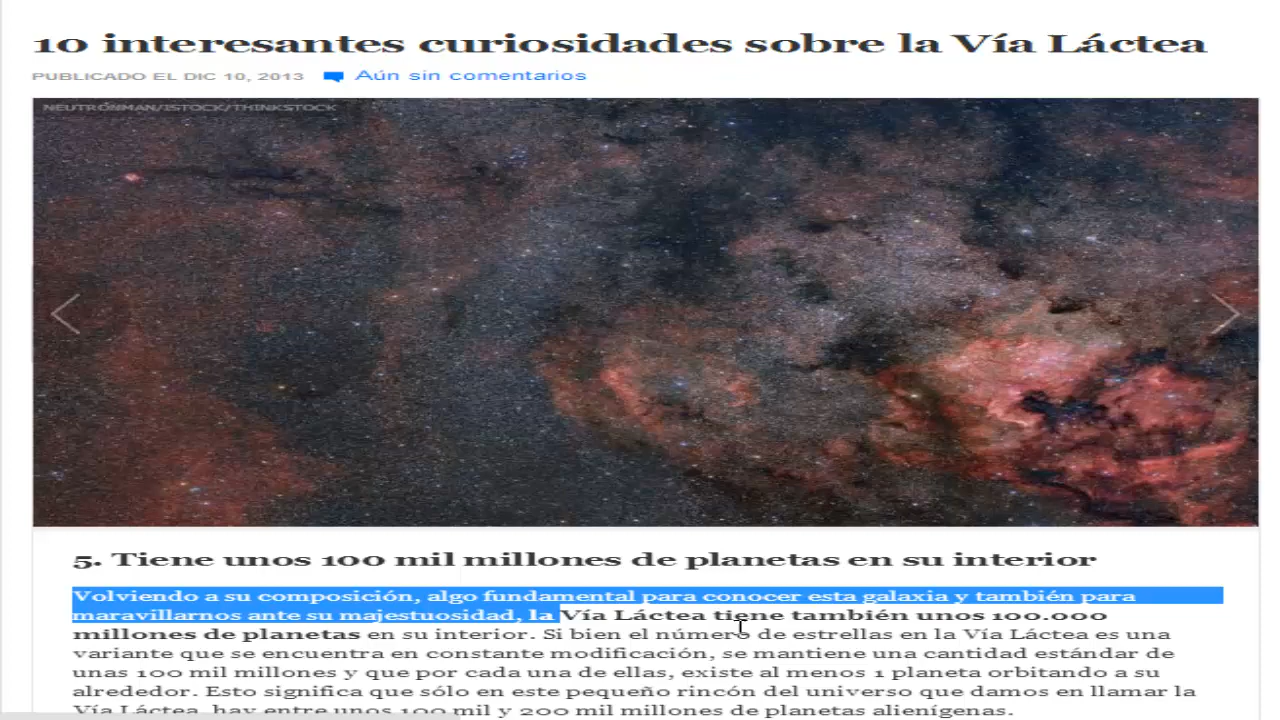 10 interesantes curiosidades sobre la Vía Láctea
PUBLICADO EL DIC 10, 2013 Aún sin comentarios
NEUTRONMAN/ISTOCK/THINKSTOCK
5. Tiene unos 100 mil millones de planetas en su interior
Volviendo a su composición, algo fundamental para conocer esta galaxia y también para
maravillarnos ante su majestuosidad, la Vía Láctea tiene también unos 100.000
millones de planetas en su interior. Si bien el número de estrellas en la Vía Láctea es una
variante que se encuentra en constante modificación, se mantiene una cantidad estándar de
unas 100 mil millones y que por cada una de ellas, existe al menos 1 planeta orbitando a su
alrededor. Esto significa que sólo en este pequeño rincón del universo que damos en llamar la
Vía Láctea, hay entre unos 100 mil y 200 mil millones de planetas alienígenas.